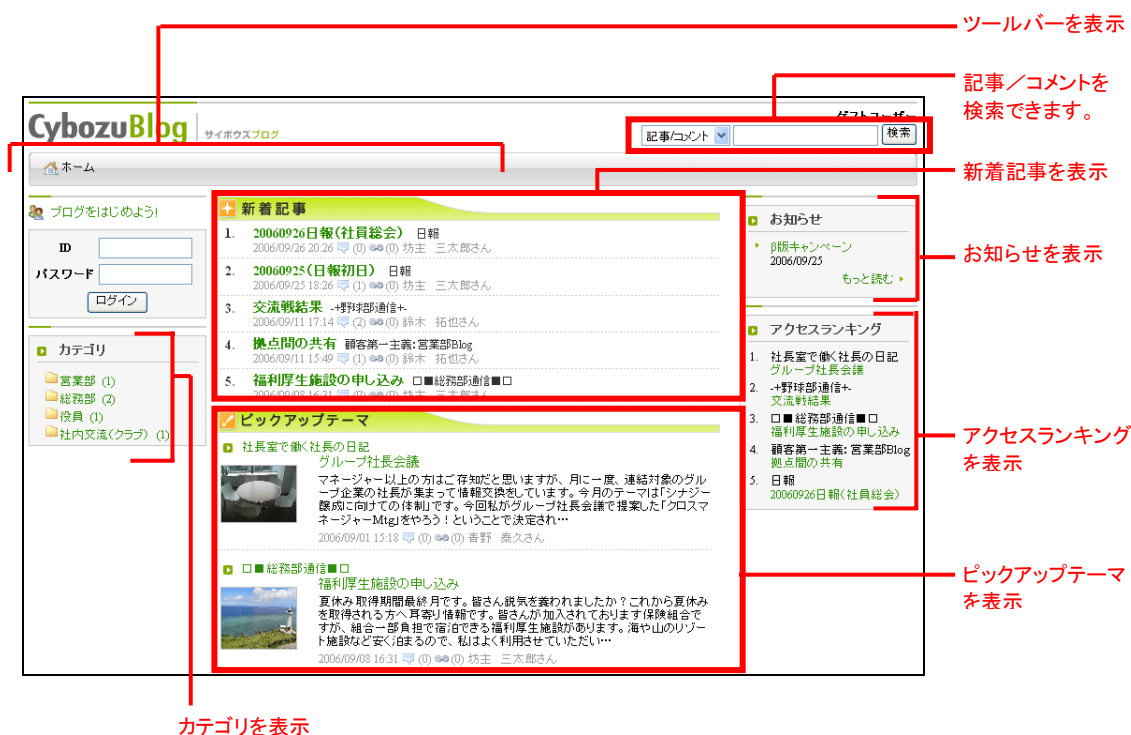 ツールバーを表示
記事／コメントを
検索できます。
CybozuBlog サイボウズブログ
ゲストユーザー
記事/コメント 検索
ホーム
新着記事を表示
ブログをはじめよう!
ID
パスワード
ログイン
カテゴリ
営業部 (1)
総務部 (2)
役員 (1)
社内交流(クラブ) (1)
カテゴリを表示
新着記事
1. 20060926日報(社員総会) 日報
2006/09/26 20:26 (0) (0) 坊主 三太郎さん
2. 20060925(日報初日) 日報
2006/09/25 18:26 (1) (0) 坊主 三太郎さん
3. 交流戦結果 -+野球部通信+-
2006/09/11 17:14 (2) (0) 鈴木 拓也さん
4. 拠点間の共有 顧客第一主義:営業部Blog
2006/09/11 15:49 (1) (0) 鈴木 拓也さん
5. 福利厚生施設の申し込み □■総務部通信■□
2006/09/08 16:31 (0) (0) 坊主 三太郎さん
ピックアップテーマ
社長室で働く社長の日記
グループ社長会議
マネージャー以上の方はご存知だと思いますが、月に一度、連結対象のグル
ープ企業の社長が集まって情報交換をしています。今月のテーマは「シナジー
醸成に向けての体制」です。今回私がグループ社長会議で提案した「クロスマ
ネージャーMtg」をやろう！ということで決定され…
2006/09/01 15:18 (0) (0) 青野 泰久さん
□■総務部通信■□
福利厚生施設の申し込み
夏休み取得期間最終月です。皆さん鋭気を養われましたか？これから夏休み
を取得される方へ耳寄り情報です。皆さんが加入されております保険組合で
すが、組合一部負担で宿泊できる福利厚生施設があります。海や山のリゾー
ト施設など安く泊まるので、私はよく利用させていただい…
2006/09/08 16:31 (0) (0) 坊主 三太郎さん
お知らせ
β版キャンペーン
2006/09/25
もっと読む
お知らせを表示
アクセスランキング
1. 社長室で働く社長の日記
グループ社長会議
2. -+野球部通信+-
交流戦結果
3. □■総務部通信■□
福利厚生施設の申し込み
4. 顧客第一主義:営業部Blog
拠点間の共有
5. 日報
20060926日報(社員総会)
アクセスランキング
を表示
ピックアップテーマ
を表示